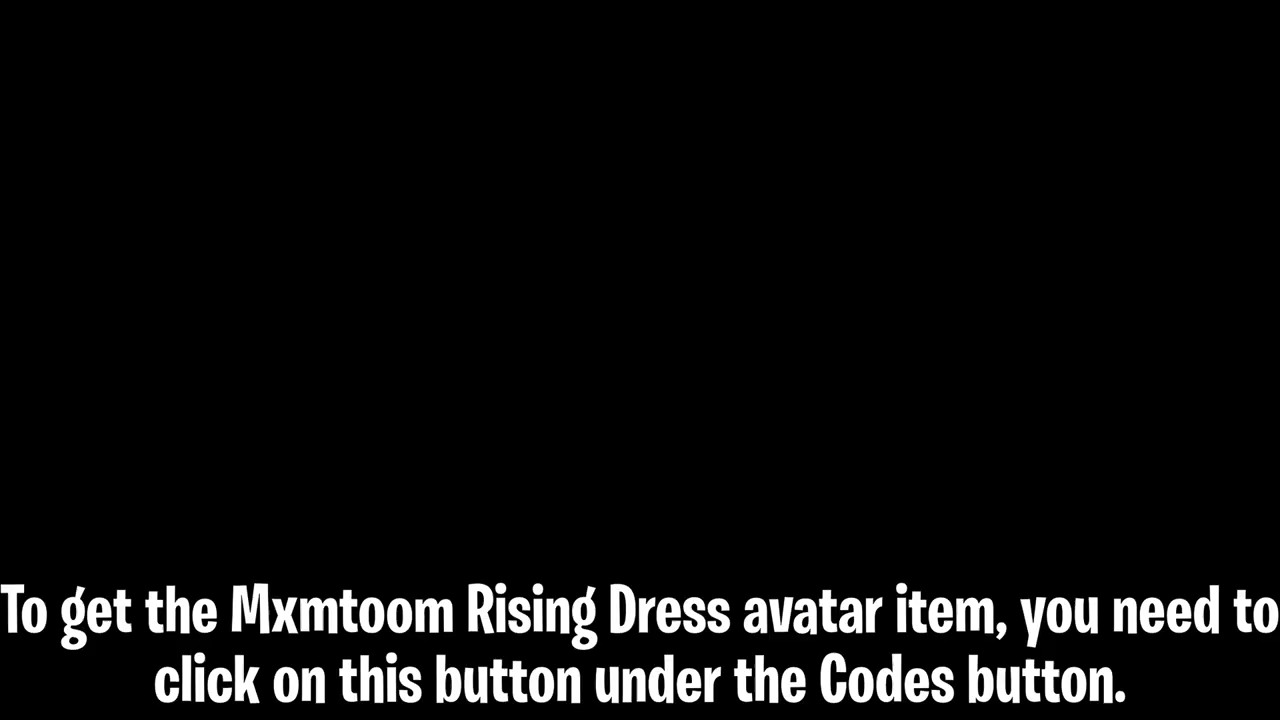 To get the Mxmtoom Rising Dress avatar item, you need to
click on this button under the Codes button.